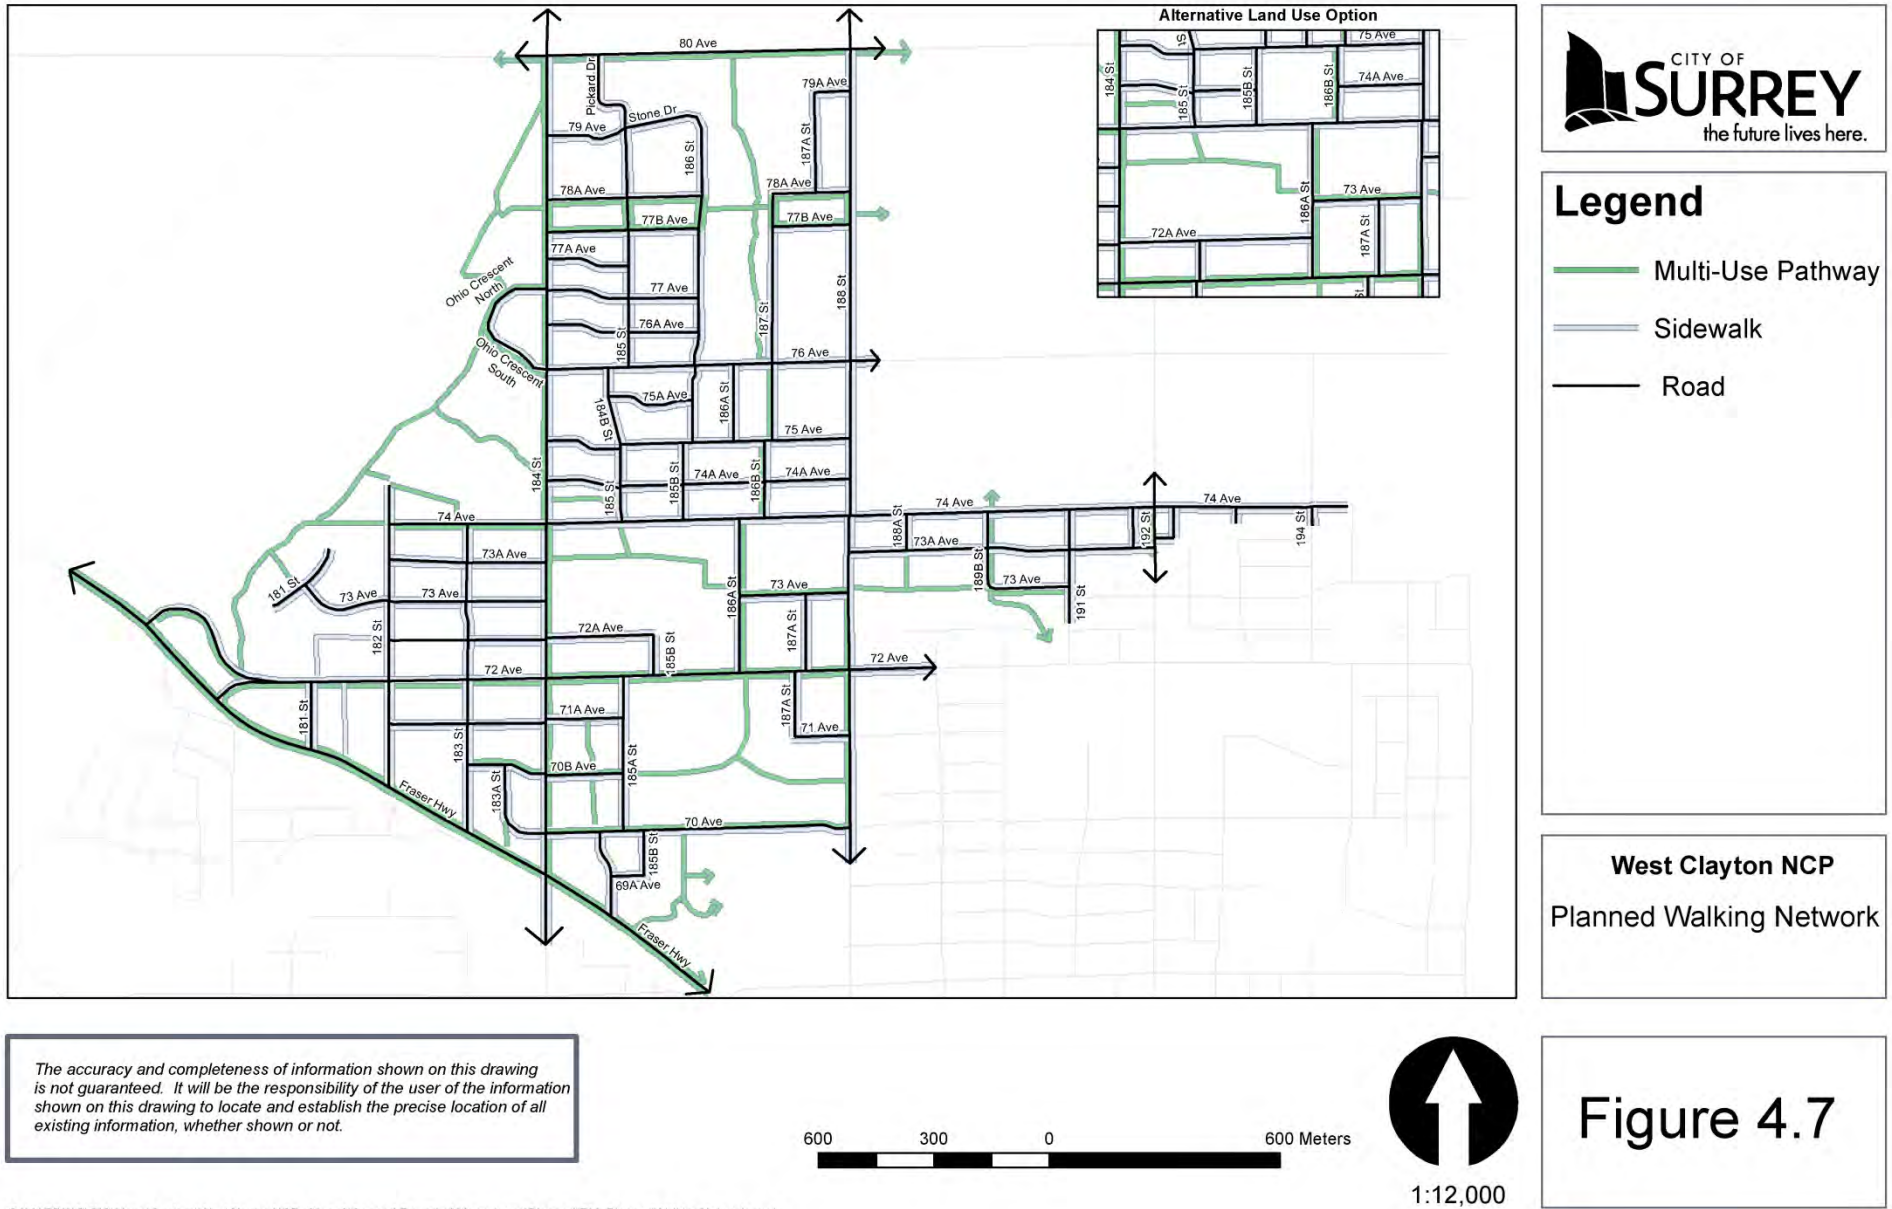 Alternative Land Use Option
75 Ave
St
184 St
185 St
185B St
186B St
74A Ave
186A St
73 Ave
187A St
72A Ave
St
80 Ave
Pickard Dr
79A Ave
Stone Dr
79 Ave
187A St
186 St
78A Ave
78A Ave
77B Ave
77B Ave
77A Ave
Ohio Crescent
North
77 Ave
188 St
187 St
76A Ave
185 St
76 Ave
Ohio Crescent
South
75A Ave
186A St
184B St
75 Ave
184 St
74A Ave
74A Ave
185B St
186B St
185 St
74 Ave
74 Ave
74 Ave
188A St
192 St
194 St
73A Ave
73A Ave
181 St
73 Ave
73 Ave
186A St
73 Ave
189B St
73 Ave
191 St
182 St
72A Ave
185B St
187A St
72 Ave
72 Ave
181 St
71A Ave
187A St
71 Ave
183 St
185A St
70B Ave
183A St
Fraser Hwy
70 Ave
185B St
69A Ave
Fraser Hwy
CITY OF
SURREY
the future lives here.
Legend
Multi-Use Pathway
Sidewalk
Road
West Clayton NCP
Planned Walking Network
The accuracy and completeness of information shown on this drawing
is not guaranteed. It will be the responsibility of the user of the information
shown on this drawing to locate and establish the precise location of all
existing information, whether shown or not.
600 300 0 600 Meters
1:12,000
Figure 4.7